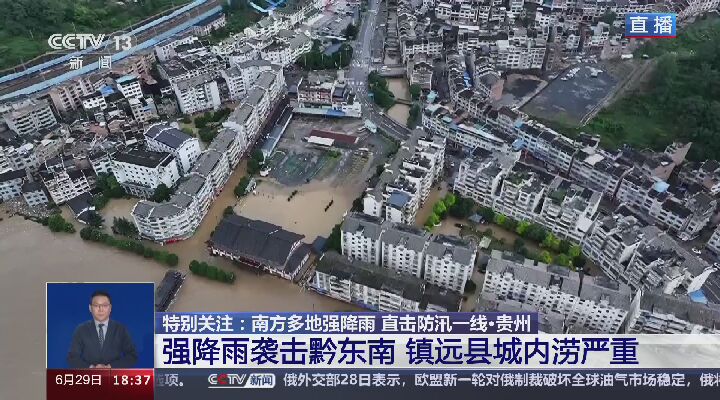 CCTV 13
新闻
直播
特别关注：南方多地强降雨 直击防汛一线·贵州
强降雨袭击黔东南 镇远县城内涝严重
6月29日 18:37 选项。 CCTV 新闻 俄外交部28日表示，欧盟新一轮对俄制裁破坏全球油气市场稳定，俄将